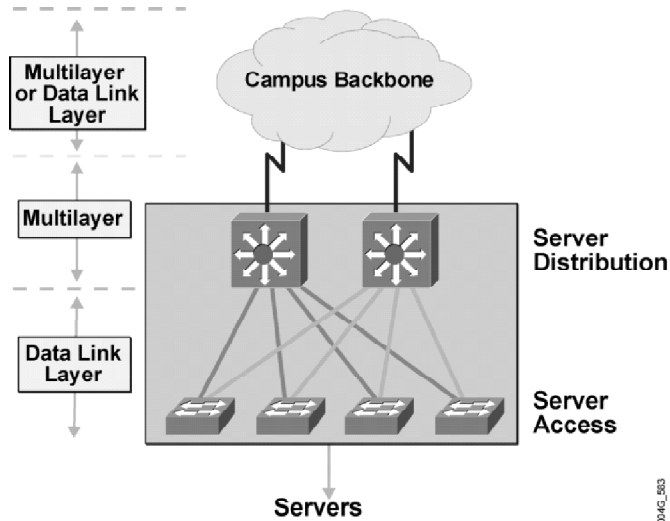 Campus Backbone
Multilayer
or Data Link
Layer
Multilayer
Server
Distribution
Data Link
Layer
Server
Access
Servers